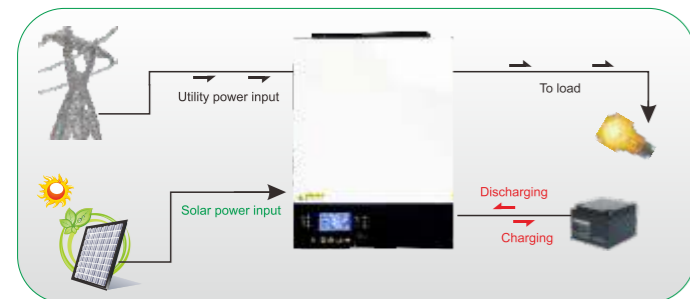 Utility power input
To load
Solar power input
Discharging
Charging